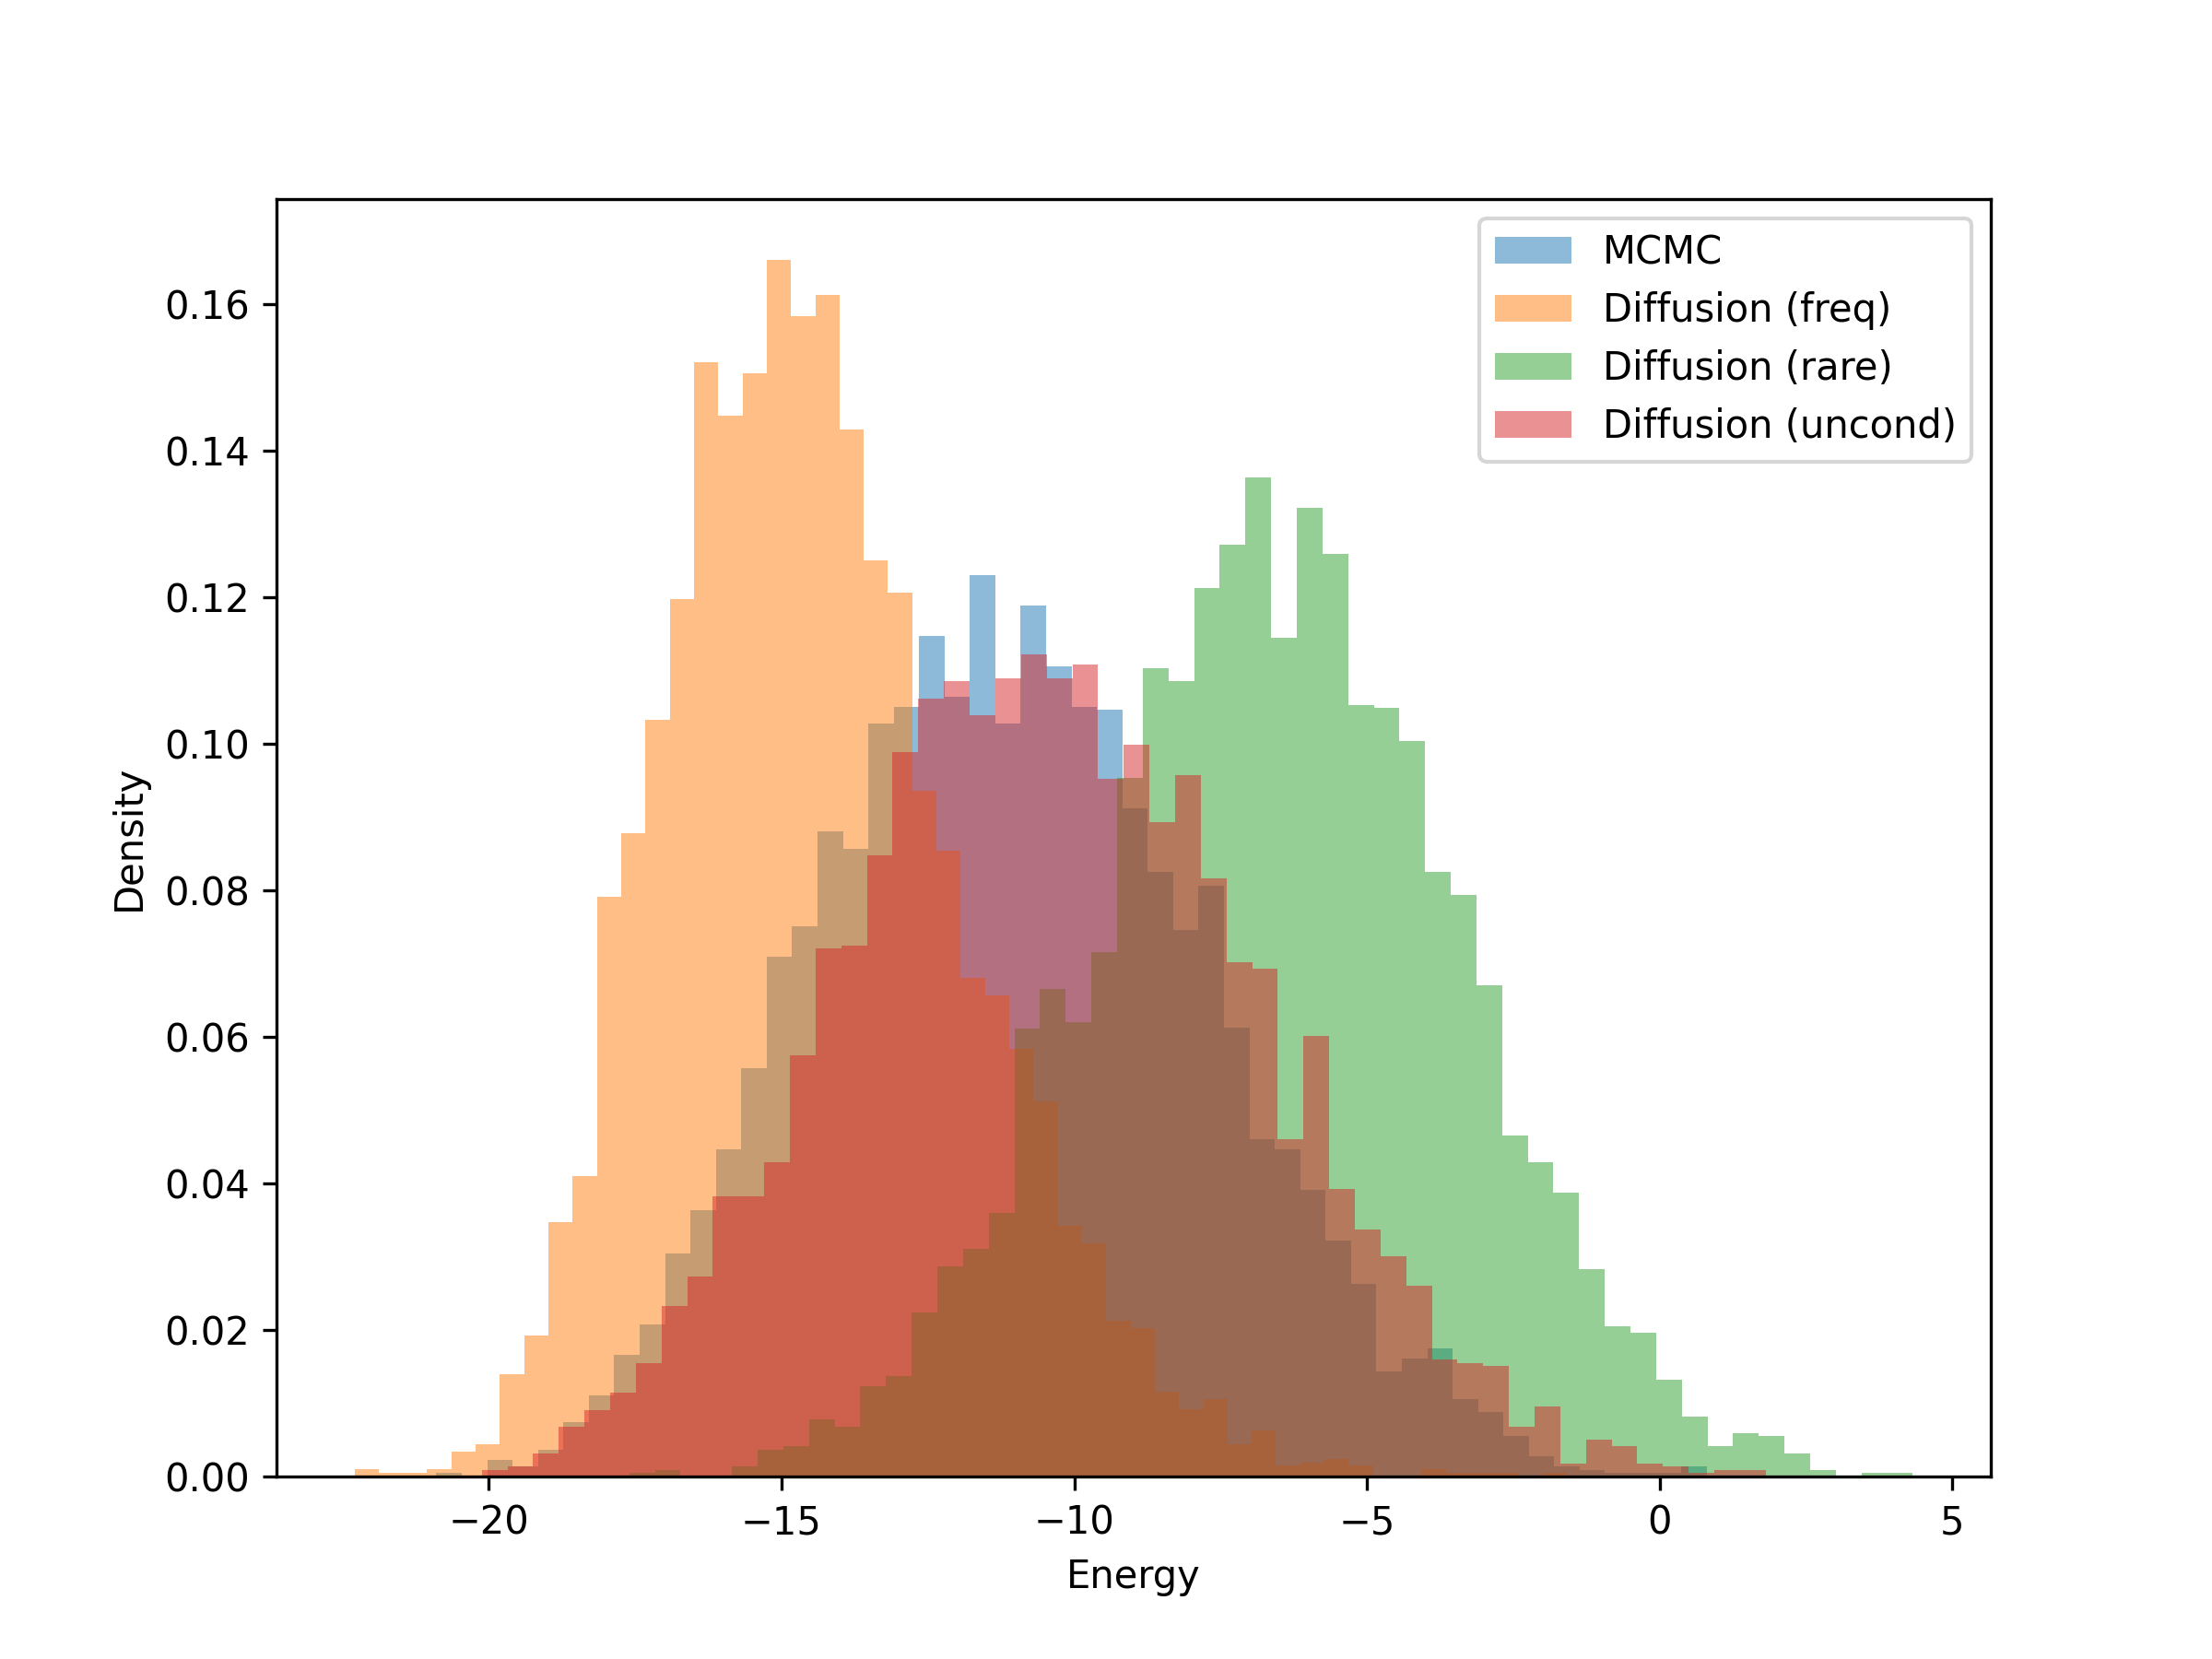 MCMC
Diffusion (freq)
Diffusion (rare)
Diffusion (uncond)
0.16
0.14
0.12
0.10
0.08
0.06
0.04
0.02
0.00
Density
−20 −15 −10 −5 0 5
Energy